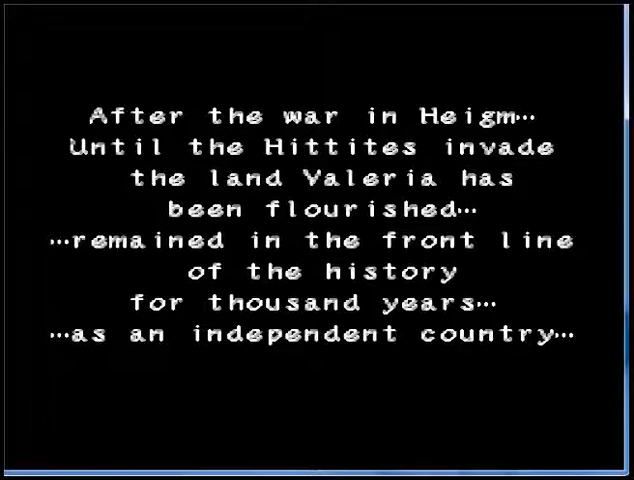 After the war in Heigm…
Until the Hittites invade
the land Valeria has
been flourished…
…remained in the front line
of the history
for thousand years…
…as an independent country…